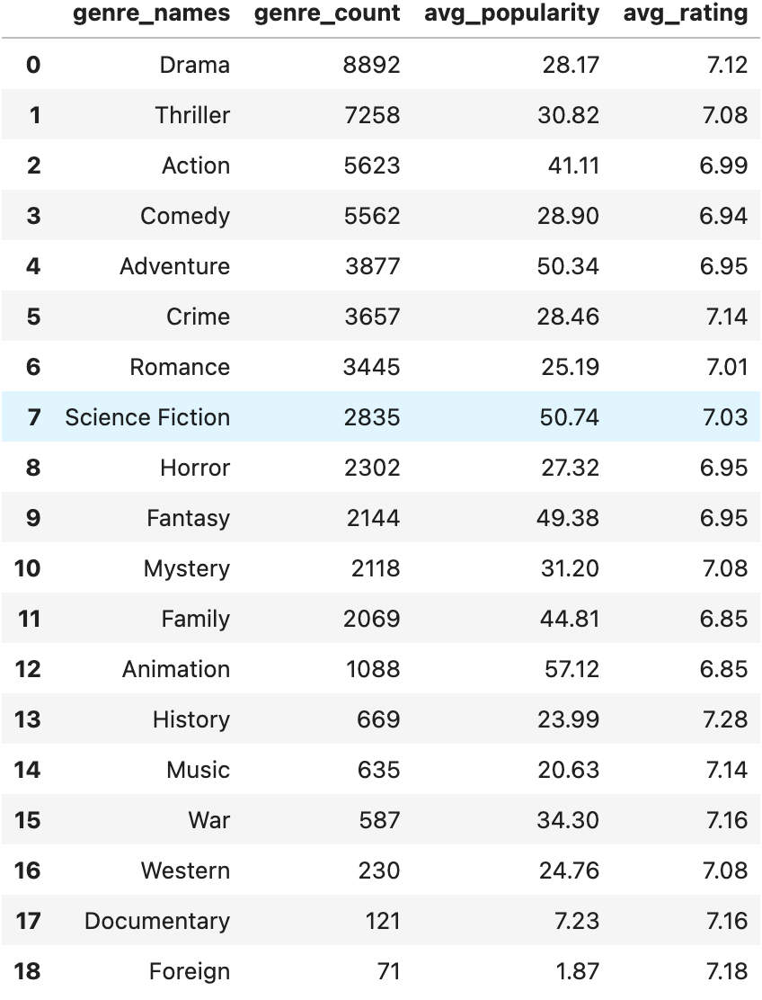 genre_names genre_count avg_popularity avg_rating
0 Drama 8892 28.17 7.12
1 Thriller 7258 30.82 7.08
2 Action 5623 41.11 6.99
3 Comedy 5562 28.90 6.94
4 Adventure 3877 50.34 6.95
5 Crime 3657 28.46 7.14
6 Romance 3445 25.19 7.01
7 Science Fiction 2835 50.74 7.03
8 Horror 2302 27.32 6.95
9 Fantasy 2144 49.38 6.95
10 Mystery 2118 31.20 7.08
11 Family 2069 44.81 6.85
12 Animation 1088 57.12 6.85
13 History 669 23.99 7.28
14 Music 635 20.63 7.14
15 War 587 34.30 7.16
16 Western 230 24.76 7.08
17 Documentary 121 7.23 7.16
18 Foreign 71 1.87 7.18